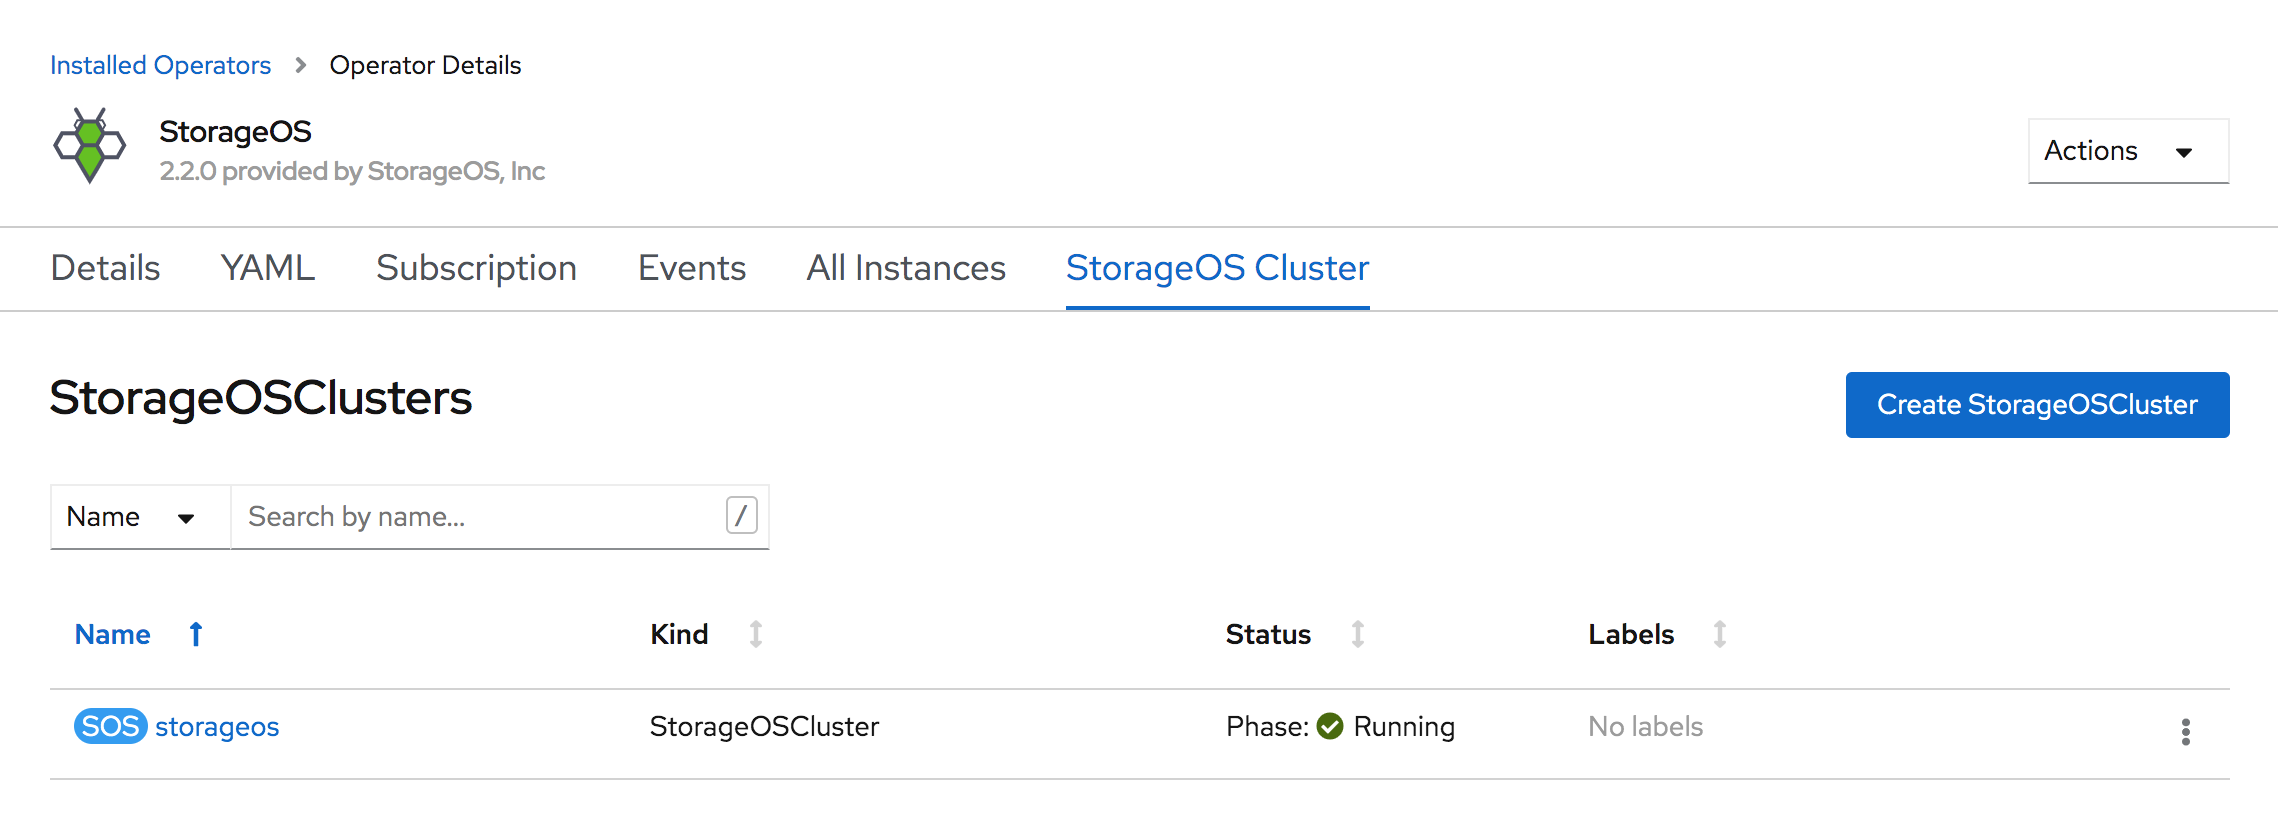 Installed Operators > Operator Details
StorageOS
2.2.0 provided by StorageOS, Inc
Actions
Details YAML Subscription Events All Instances StorageOS Cluster
StorageOSClusters
Create StorageOSCluster
Name Search by name... /
Name Kind Status Labels
SOS storageos StorageOSCluster Phase: Running No labels